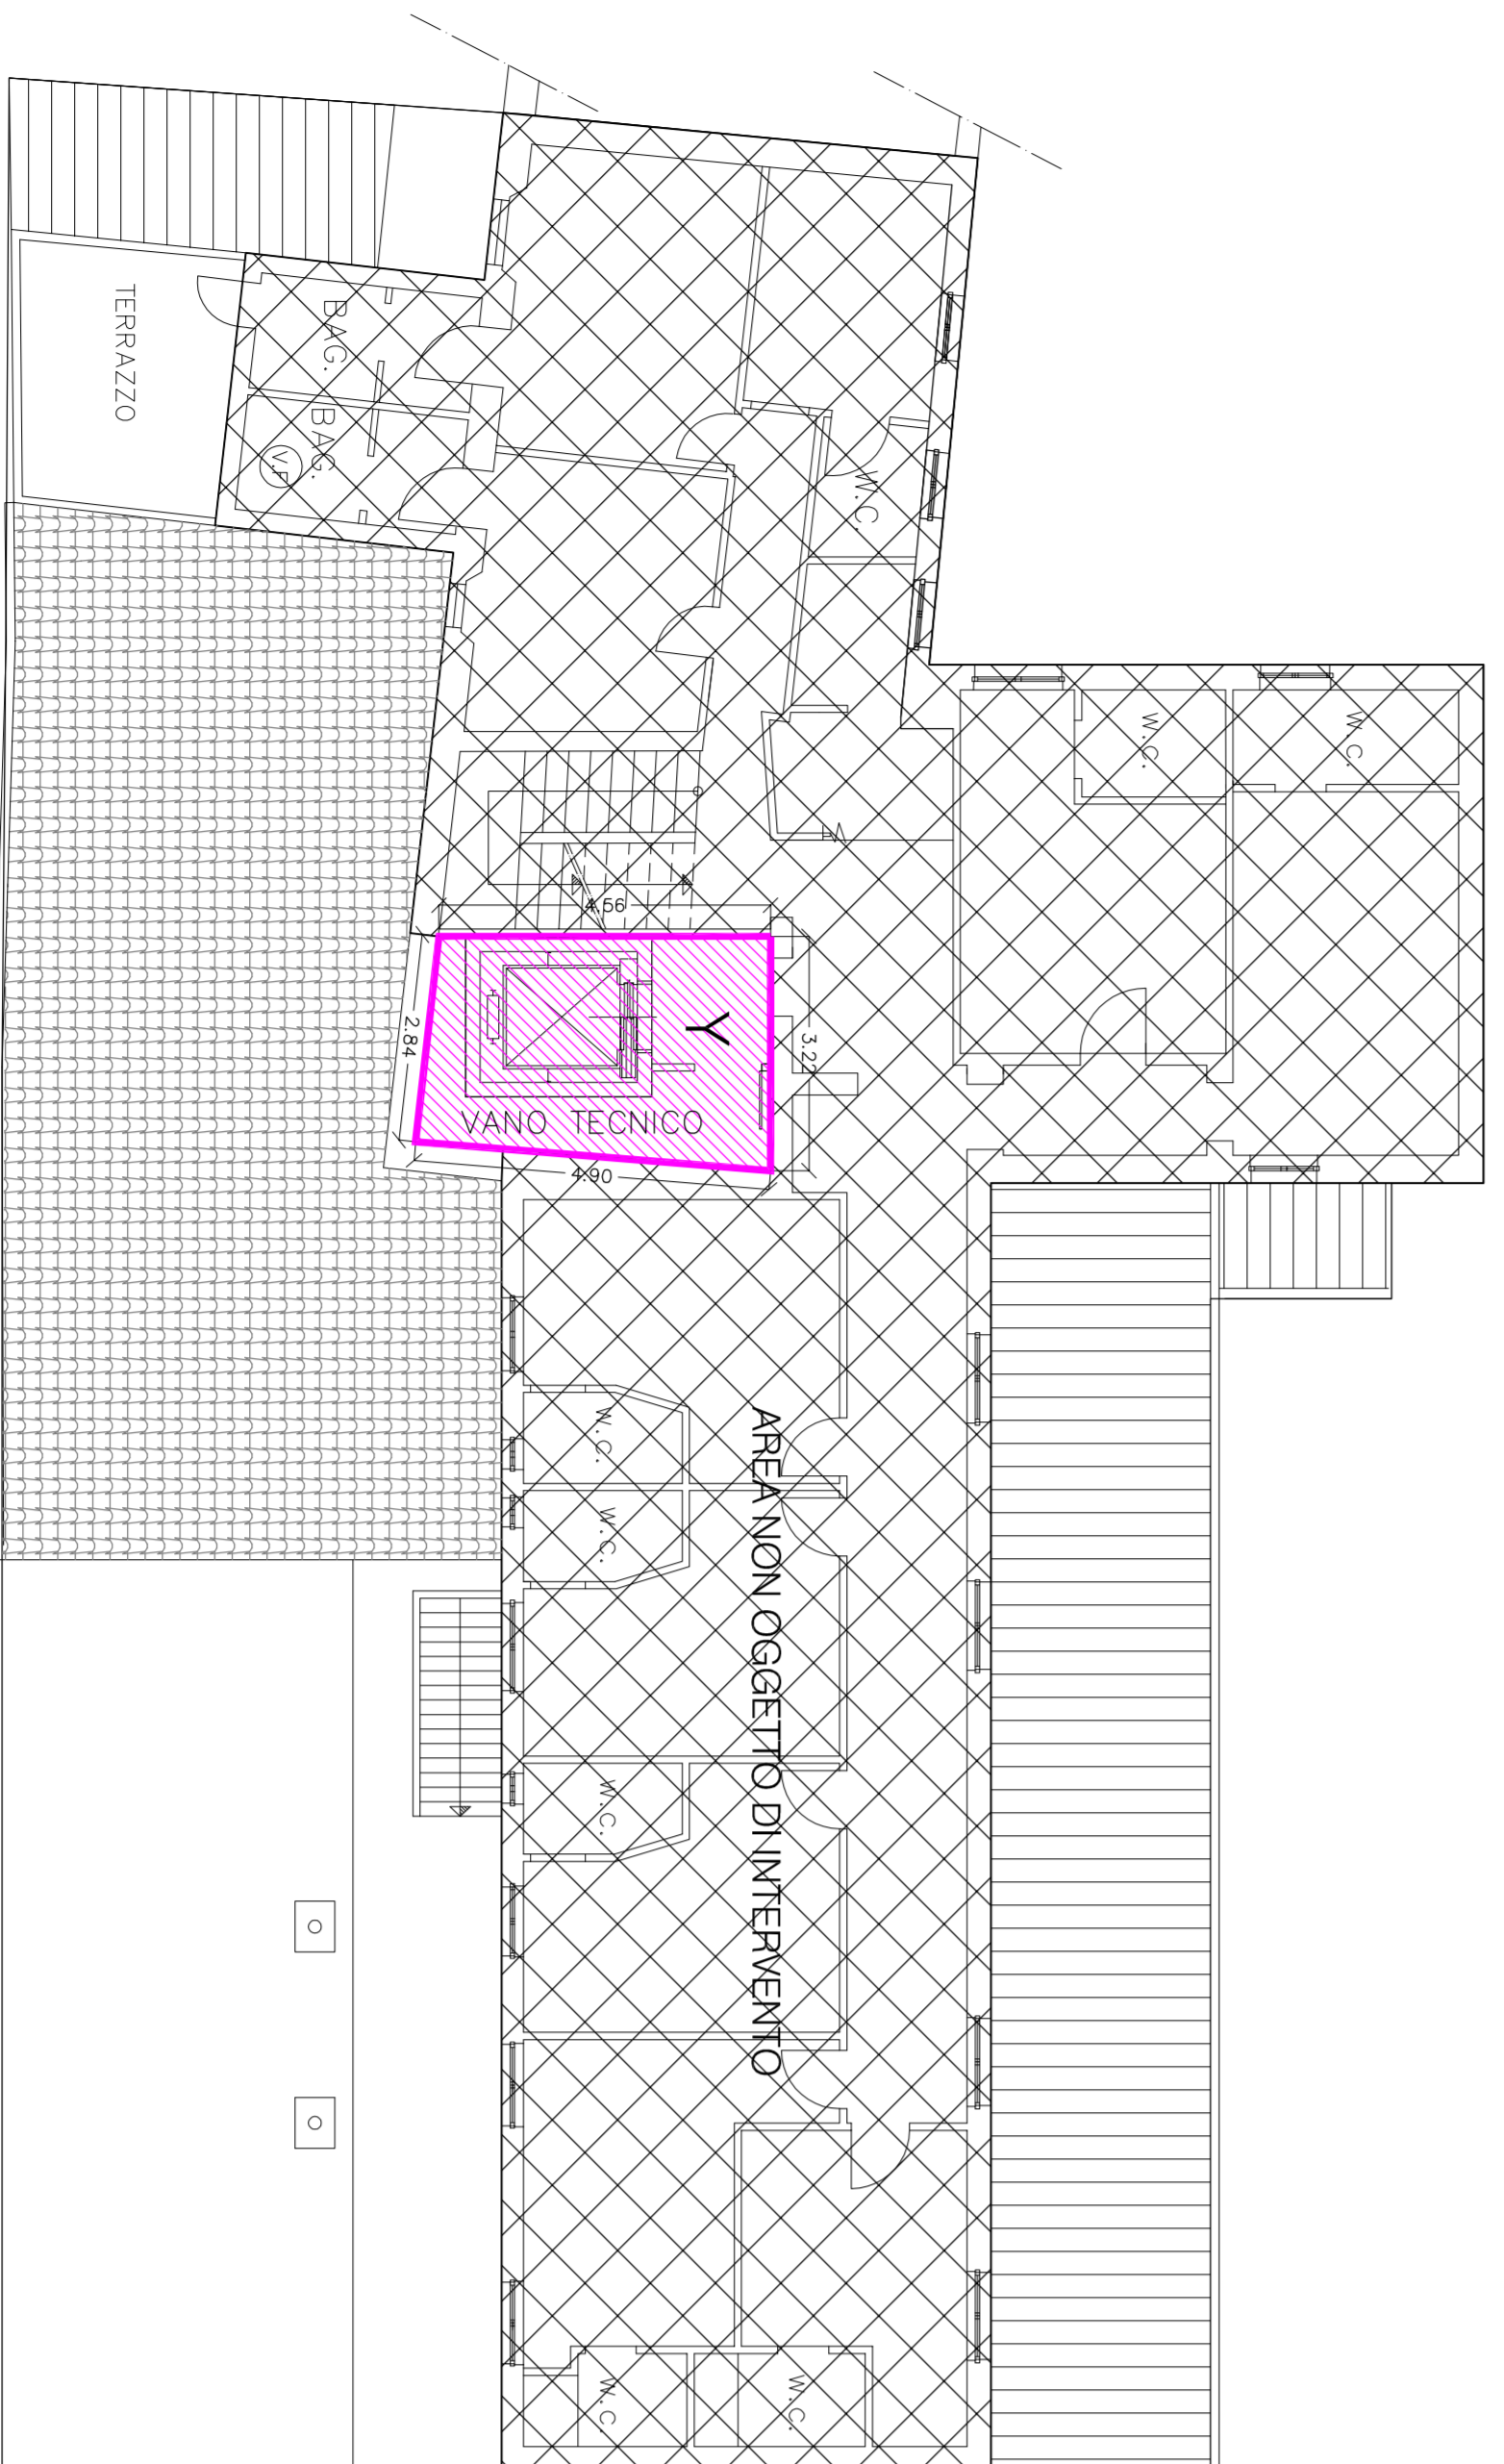 TERRAZZO
BAG.
BAG.
V.F
W.C.
W.C.
W.C.
4.56
2.84
3.22
Y
VANO TECNICO
4.90
W.C.
W.C.
AREA NON OGGETTO DI INTERVENTO
W.C.
W.C.
W.C.